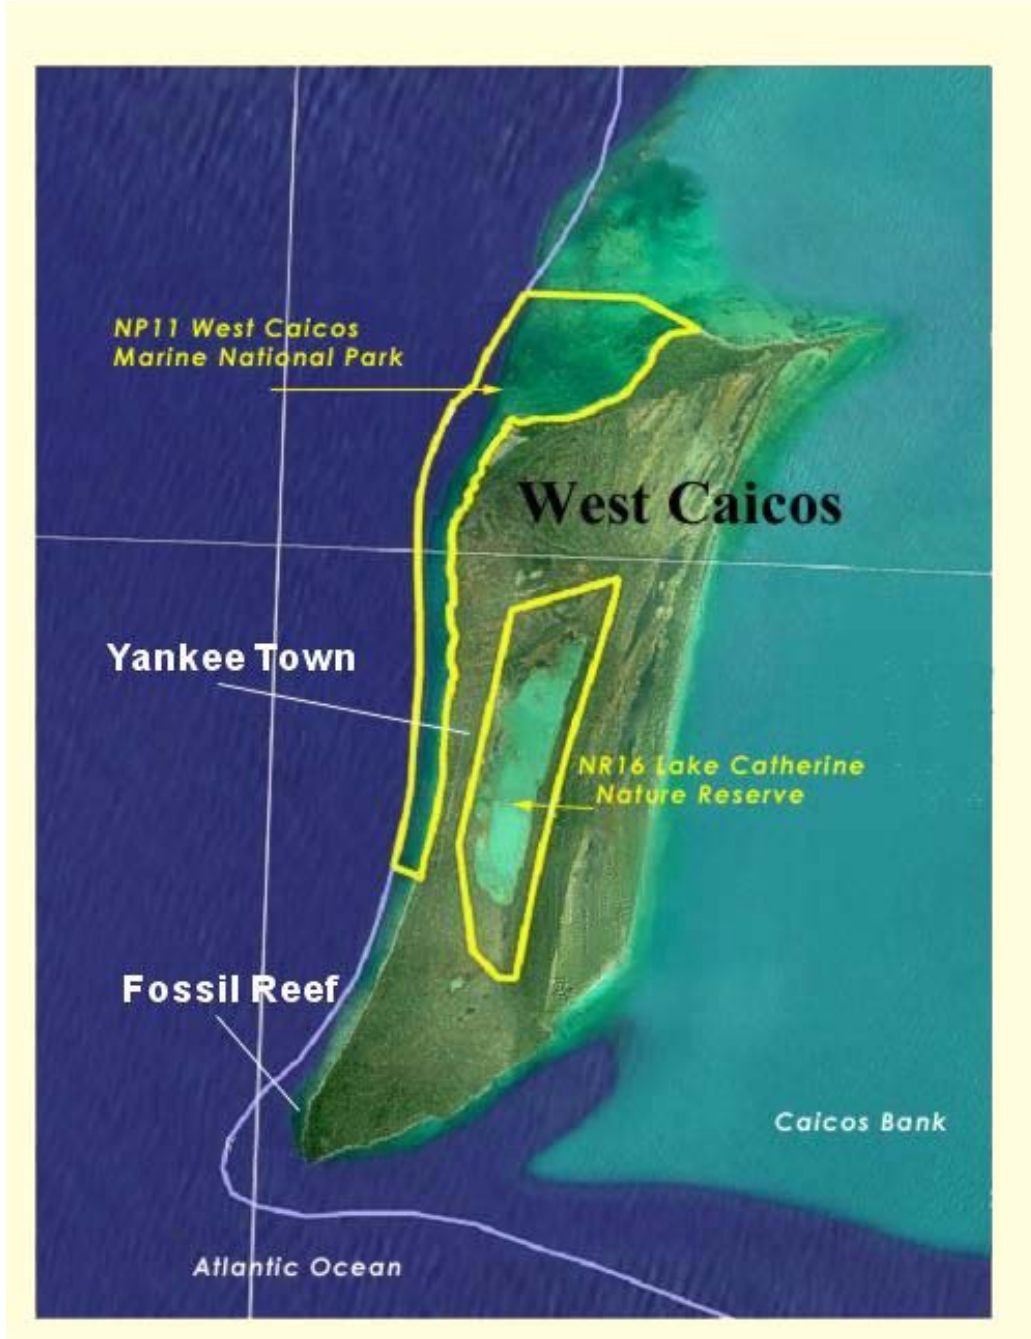 NP11 West Caicos
Marine National Park
West Caicos
Yankee Town
NR16 Lake Catherine
Nature Reserve
Fossil Reef
Caicos Bank
Atlantic Ocean